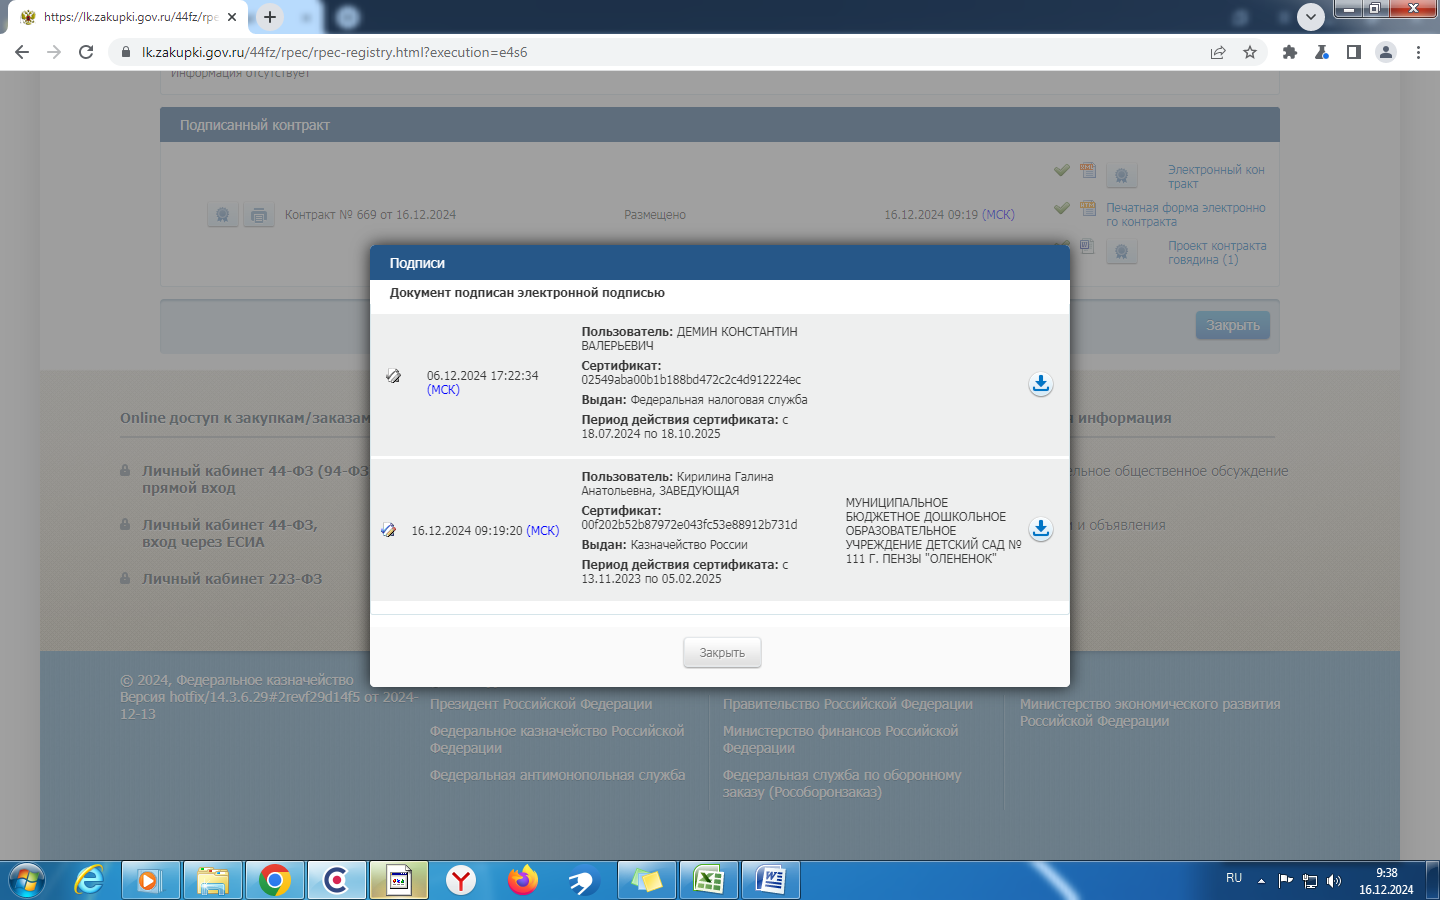 https://lk.zakupki.gov.ru/44fz/rpe
lk.zakupki.gov.ru/44fz/rpec/rpec-registry.html?execution=e4s6
Информация отсутствует
Подписанный контракт
Контракт № 669 от 16.12.2024
Размещено
16.12.2024 09:19 (МСК)
Электронный кон
тракт
Печатная форма электронно
го контракта
Проект контракта
говядина (1)
Закрыть
Подписи
Документ подписан электронной подписью
06.12.2024 17:22:34
(МСК)
Пользователь: ДЕМИН КОНСТАНТИН
ВАЛЕРЬЕВИЧ
Сертификат:
02549aba00b1b188bd472c2c4d912224ec
Выдан: Федеральная налоговая служба
Период действия сертификата: с
18.07.2024 по 18.10.2025
16.12.2024 09:19:20 (МСК)
Пользователь: Кирилина Галина
Анатольевна, ЗАВЕДУЮЩАЯ
Сертификат:
00f202b52b87972e043fc53e88912b731d
Выдан: Казначейство России
Период действия сертификата: с
13.11.2023 по 05.02.2025
МУНИЦИПАЛЬНОЕ
БЮДЖЕТНОЕ ДОШКОЛЬНОЕ
ОБРАЗОВАТЕЛЬНОЕ
УЧРЕЖДЕНИЕ ДЕТСКИЙ САД №
111 Г. ПЕНЗЫ "ОЛЕНЕНОК"
Закрыть
Online доступ к закупкам/заказам
Личный кабинет 44-ФЗ (94-ФЗ
прямой вход
Личный кабинет 44-ФЗ,
вход через ЕСИА
Личный кабинет 223-ФЗ
я информация
ельное общественное обсуждение
и и объявления
© 2024, Федеральное казначейство
Версия hotfix/14.3.6.29#2revf29d14f5 от 2024-
12-13
Президент Российской Федерации
Федеральное казначейство Российской
Федерации
Федеральная антимонопольная служба
Правительство Российской Федерации
Министерство финансов Российской
Федерации
Федеральная служба по оборонному
заказу (Рособоронзаказ)
Министерство экономического развития
Российской Федерации
RU
9:38
16.12.2024